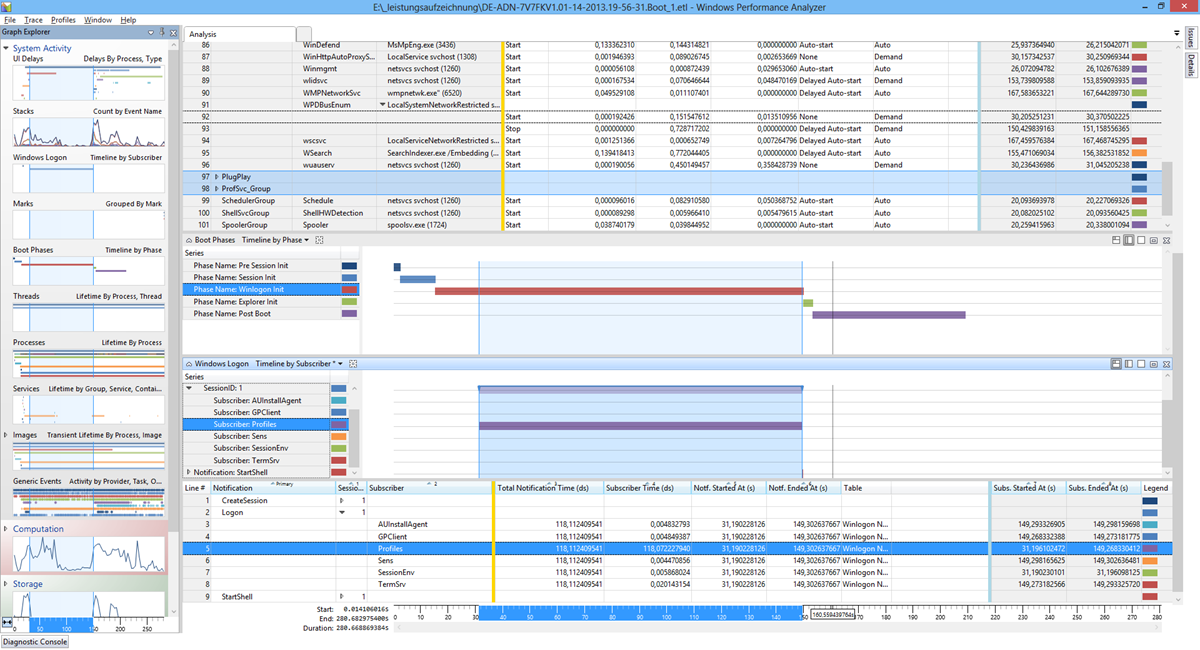 E:\_leistungsaufzeichnung\DE-ADN-7V7FKV1.01-14-2013.19-56-31.Boot_1.etl - Windows Performance Analyzer
File Trace Profiles Window Help
Graph Explorer
System Activity
UI Delays Delays By Process, Type
Stacks Count by Event Name
Windows Logon Timeline by Subscriber
Marks Grouped By Mark
Boot Phases Timeline by Phase
Threads Lifetime By Process, Thread
Processes Lifetime By Process
Services Lifetime by Group, Service, Contai...
Images Transient Lifetime By Process, Image
Generic Events Activity by Provider, Task, O...
Computation
Storage
0 50 100 150 200 250
Diagnostic Console
Analysis
Issues
Details
86 WinDefend MsMpEng.exe (3436) Start 0,133362310 0,144314821 0,000000000 Auto-start Auto 25,937364940 26,215042071
87 WinHttpAutoProxyS... LocalService svchost (1308) Start 0,001946393 0,089026745 0,002653669 None Demand 30,157342537 30,250969344
88 Winmgmt netsvcs svchost (1260) Start 0,000056108 0,000872439 0,029653060 Auto-start Auto 26,072094782 26,102676389
89 wlidsvc netsvcs svchost (1260) Start 0,000167534 0,070646644 0,048470169 Delayed Auto-start Auto 153,739809588 153,859093935
90 WMPNetworkSvc wmpnetwk.exe" (6520) Start 0,049529108 0,011107401 0,000000000 Delayed Auto-start Auto 167,583653221 167,644289730
91 WPDBusEnum LocalSystemNetworkRestricted s...
92 Start 0,000192426 0,151547612 0,013510956 None Demand 30,205251231 30,370502225
93 Stop 0,000000000 0,728717202 0,000000000 Delayed Auto-start Demand 150,429839163 151,158556365
94 wscsvc LocalServiceNetworkRestricted s... Start 0,001251366 0,000652749 0,007264796 Delayed Auto-start Auto 167,459576384 167,468745295
95 WSearch SearchIndexer.exe /Embedding (... Start 0,139418413 0,772044405 0,000000000 Delayed Auto-start Auto 155,471069034 156,382531852
96 wuauserv netsvcs svchost (1260) Start 0,000190056 0,450149457 0,358428739 None Demand 30,236436986 31,045205238
97 PlugPlay
98 ProfSvc_Group
99 SchedulerGroup Schedule netsvcs svchost (1260) Start 0,000096016 0,082910580 0,050368752 Auto-start Auto 20,093693978 20,227069326
100 ShellSvcGroup ShellHWDetection netsvcs svchost (1260) Start 0,000089298 0,005966410 0,005479615 Auto-start Auto 20,082025102 20,093560425
101 SpoolerGroup Spooler spoolsv.exe (1724) Start 0,038740179 0,039844952 0,000000000 Auto-start Auto 20,259415963 20,338001094
Boot Phases Timeline by Phase
Series
Phase Name: Pre Session Init
Phase Name: Session Init
Phase Name: Winlogon Init
Phase Name: Explorer Init
Phase Name: Post Boot
Windows Logon Timeline by Subscriber *
Series
SessionID: 1
Subscriber: AUInstallAgent
Subscriber: GPClient
Subscriber: Profiles
Subscriber: Sens
Subscriber: SessionEnv
Subscriber: TermSrv
Notification: StartShell
Line # Notification Primary Sessio... Subscriber 2 Total Notification Time (ds) Subscriber Time (ds) Notf. Started At (s) Notf. Ended At (s) Table Subs. Started At (s) Subs. Ended At (s) Legend
1 CreateSession 1
2 Logon 1
3 AUInstallAgent 118,112409541 0,004832793 31,190228126 149,302637667 Winlogon N... 149,293326905 149,298159698
4 GPClient 118,112409541 0,004849387 31,190228126 149,302637667 Winlogon N... 149,268332388 149,273181775
5 Profiles 118,112409541 118,072227940 31,190228126 149,302637667 Winlogon N... 31,196102472 149,268330412
6 Sens 118,112409541 0,004470856 31,190228126 149,302637667 Winlogon N... 149,298165625 149,302636481
7 SessionEnv 118,112409541 0,005868024 31,190228126 149,302637667 Winlogon N... 31,190230101 31,196098125
8 TermSrv 118,112409541 0,020143154 31,190228126 149,302637667 Winlogon N... 149,273182566 149,293325720
9 StartShell 1
Start: 0.014106016s
End: 280.682975400s
Duration: 280.668869384s
0 10 20 30 40 50 60 70 80 90 100 110 120 130 140 150 160,559439764s 170 180 190 200 210 220 230 240 250 260 270 280